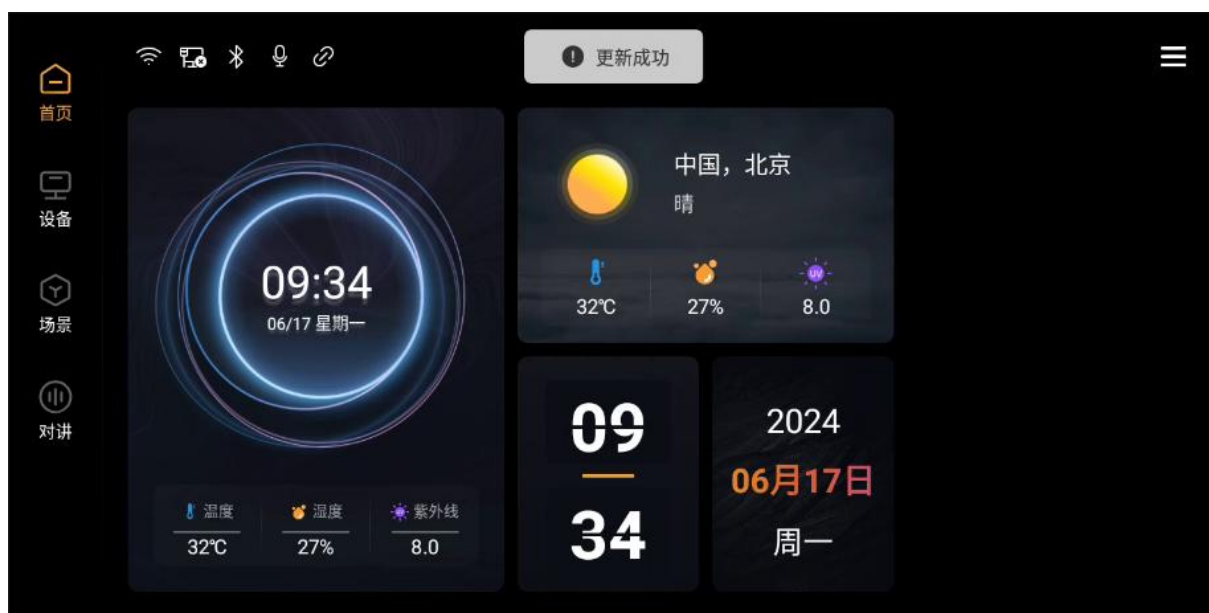 更新成功
首页
设备
场景
对讲
09:34
06/17 星期一
温度
湿度
紫外线
32℃
27%
8.0
中国，北京
晴
UV
32℃
27%
8.0
09
34
2024
06月17日
周一